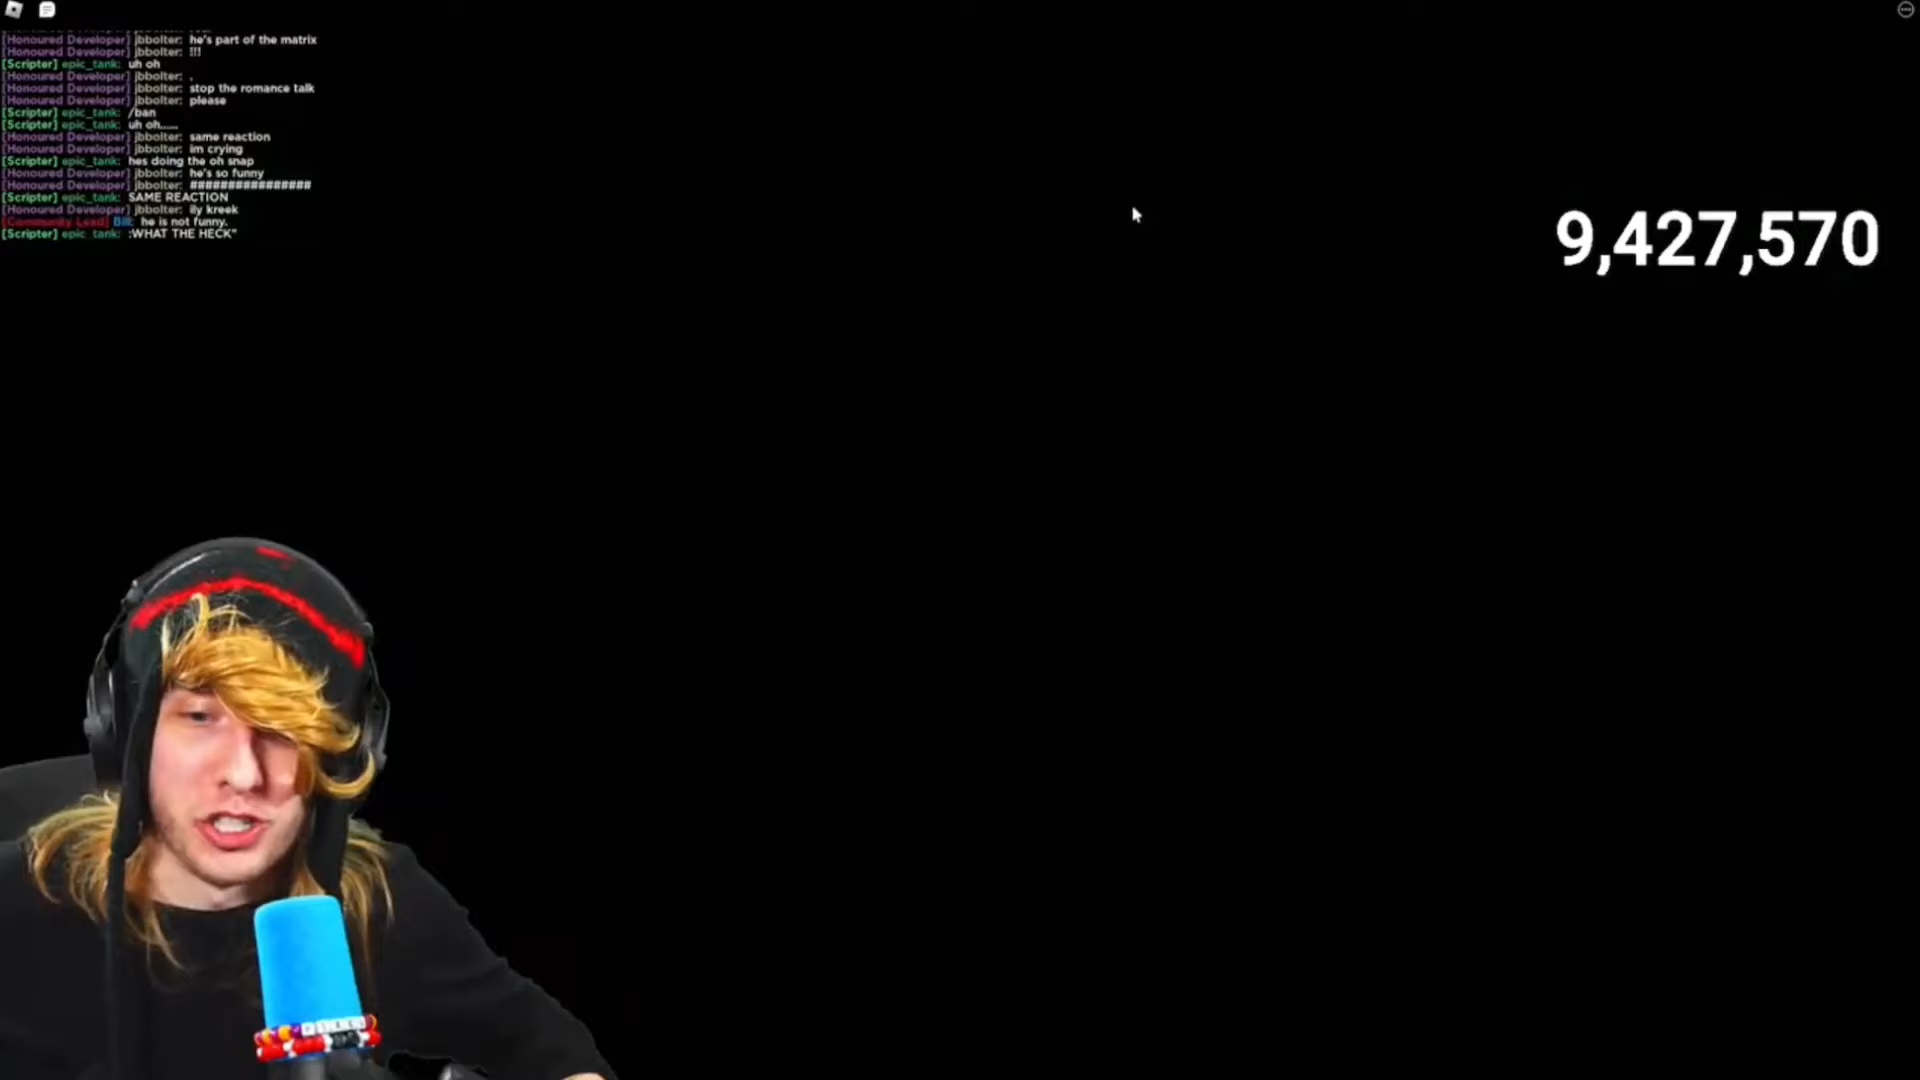 [Honoured Developer] jbbolter: he's part of the matrix
[Honoured Developer] jbbolter: !!!
[Scripter] epic_tank: uh oh
[Honoured Developer] jbbolter: .
[Honoured Developer] jbbolter: stop the romance talk
[Honoured Developer] jbbolter: please
[Scripter] epic_tank: /ban
[Scripter] epic_tank: uh oh......
[Honoured Developer] jbbolter: same reaction
[Honoured Developer] jbbolter: im crying
[Scripter] epic_tank: hes doing the oh snap
[Honoured Developer] jbbolter: he's so funny
[Honoured Developer] jbbolter: ################
[Scripter] epic_tank: SAME REACTION
[Honoured Developer] jbbolter: ily kreek
[Community Lead] Bill: he is not funny.
[Scripter] epic_tank: :WHAT THE HECK"
9,427,570